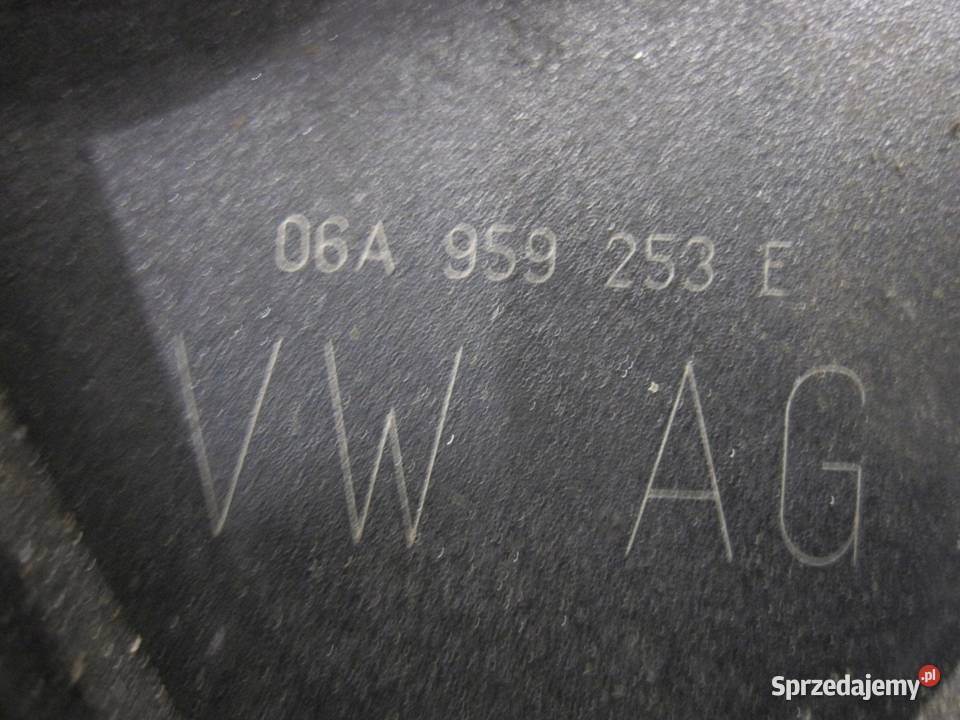 06A 959 253 E
VW AG
Sprzedajemy.pl